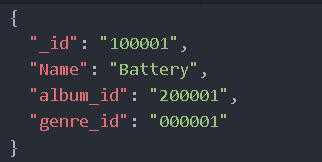 {
"_id": "100001",
"Name": "Battery",
"album_id": "200001",
"genre_id": "000001"
}